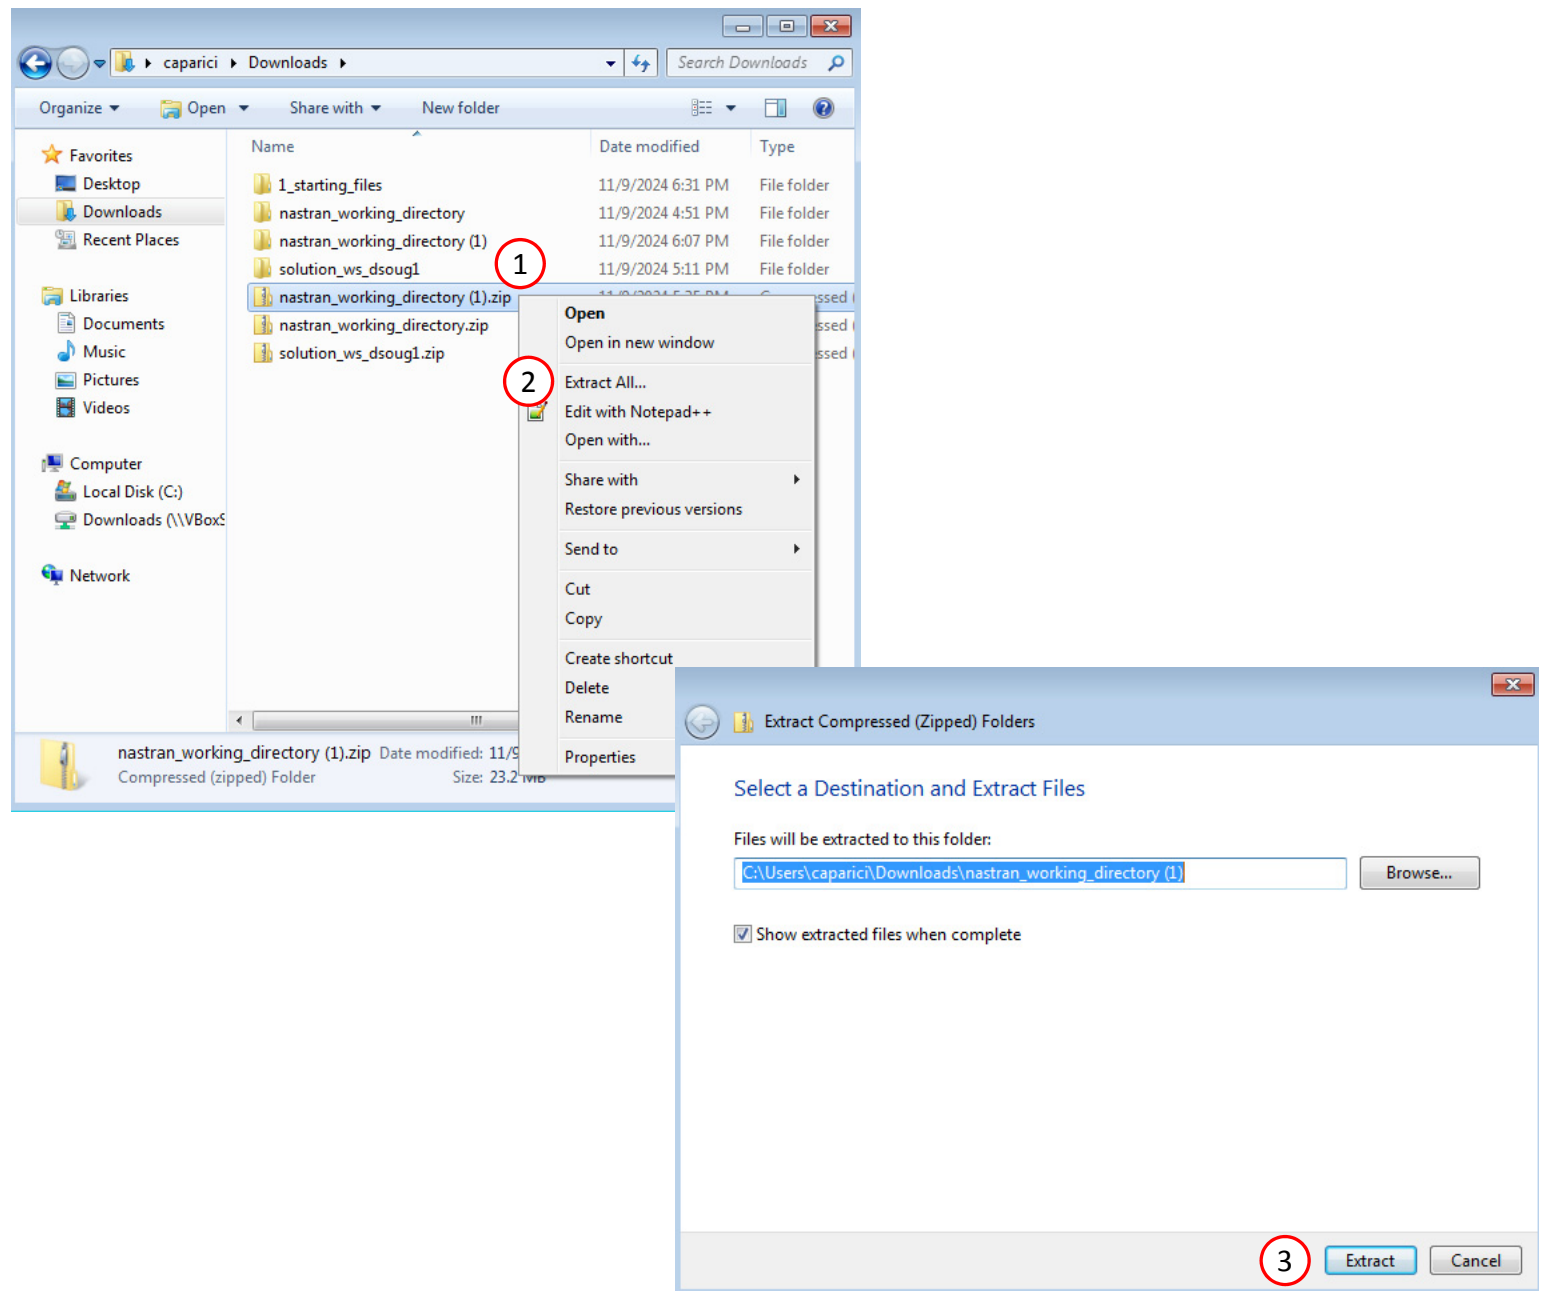 caparici Downloads
Search Downloads
Organize Open Share with New folder
Favorites
Desktop
Downloads
Recent Places
Libraries
Documents
Music
Pictures
Videos
Computer
Local Disk (C:)
Downloads (\\VBoxS
Network
Name Date modified Type
1_starting_files 11/9/2024 6:31 PM File folder
nastran_working_directory 11/9/2024 4:51 PM File folder
nastran_working_directory (1) 11/9/2024 6:07 PM File folder
solution_ws_dsoug1 11/9/2024 5:11 PM File folder
nastran_working_directory (1).zip
nastran_working_directory.zip
solution_ws_dsoug1.zip
1
2
Open
Open in new window
Extract All...
Edit with Notepad++
Open with...
Share with
Restore previous versions
Send to
Cut
Copy
Create shortcut
Delete
Rename
Properties
nastran_working_directory (1).zip Date modified: 11/9
Compressed (zipped) Folder Size: 23.2 MB
Extract Compressed (Zipped) Folders
Select a Destination and Extract Files
Files will be extracted to this folder:
C:\Users\caparici\Downloads\nastran_working_directory (1)
Browse...
Show extracted files when complete
3
Extract
Cancel